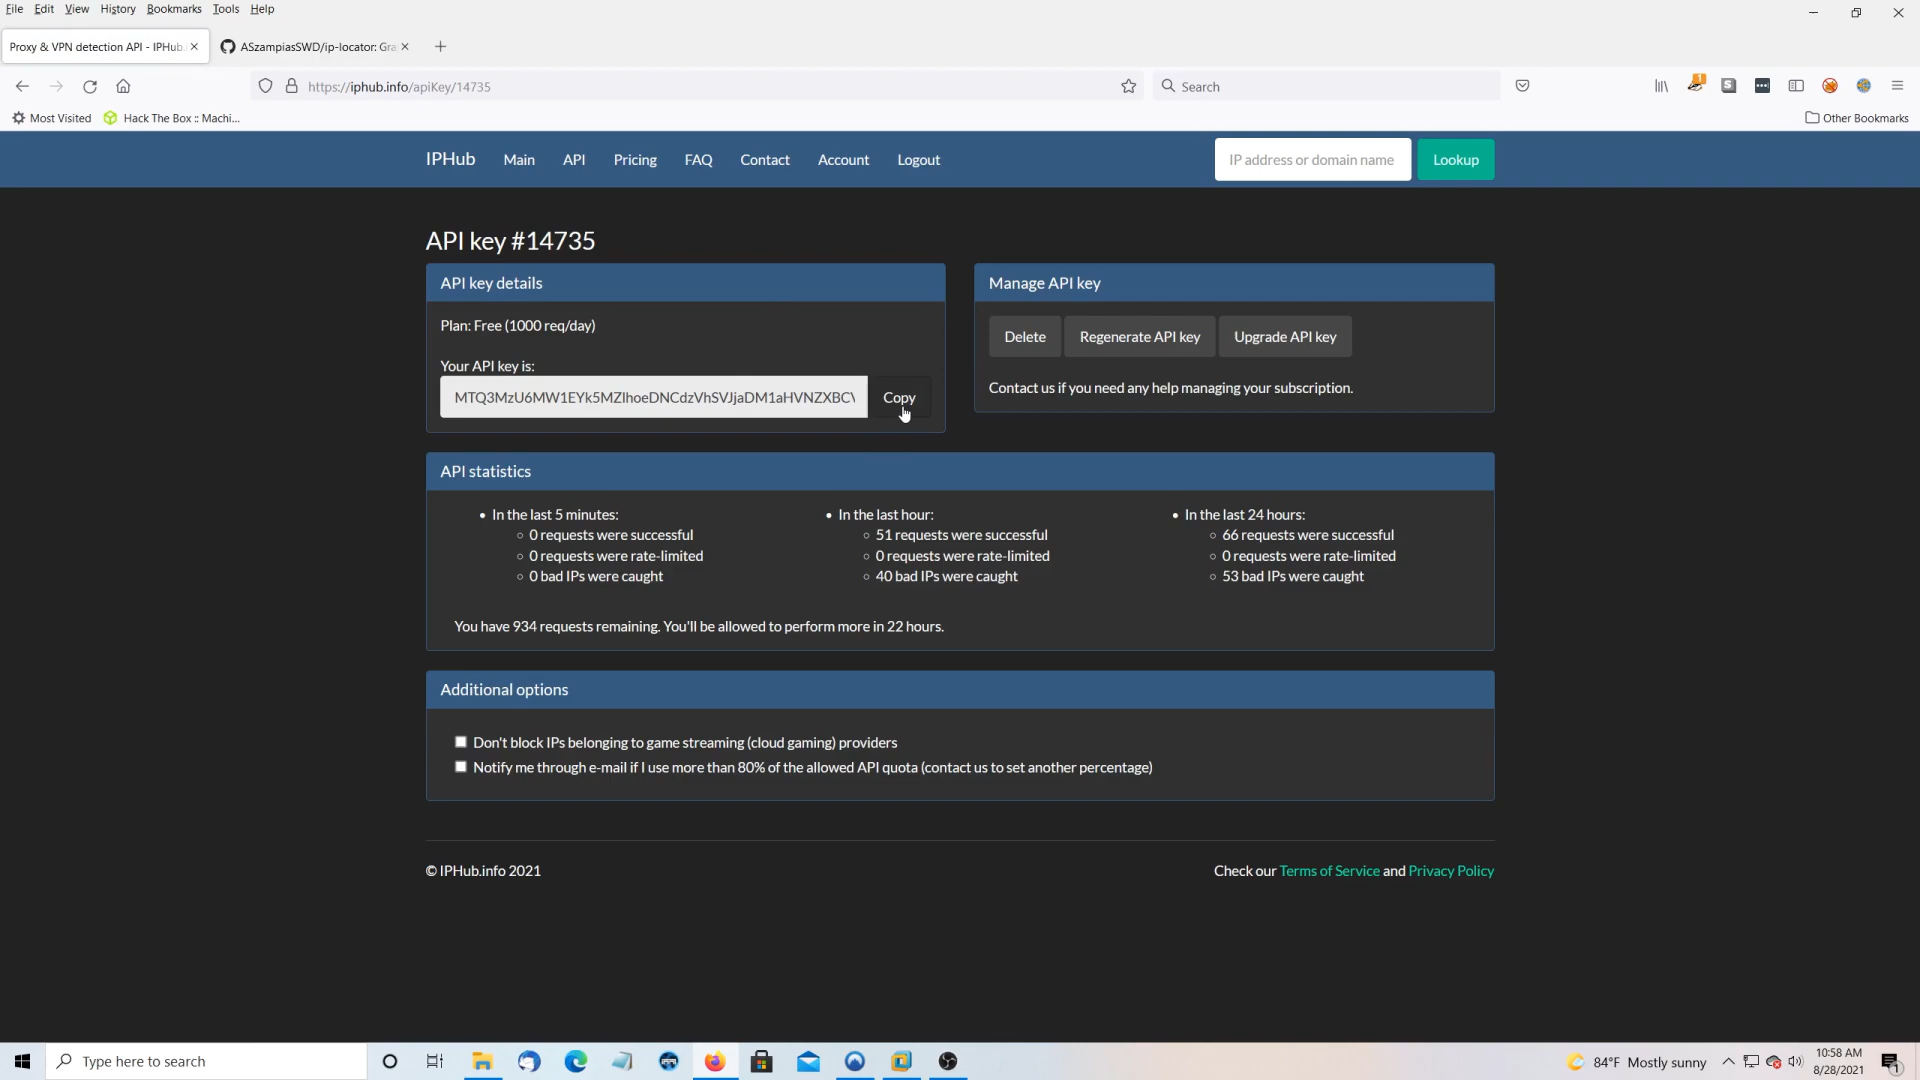 File Edit View History Bookmarks Tools Help
Proxy & VPN detection API - IPHub. ASzampiasSWD/ip-locator: Gra
https://iphub.info/apiKey/14735 Search
Most Visited Hack The Box :: Machi... Other Bookmarks
IPHub Main API Pricing FAQ Contact Account Logout IP address or domain name Lookup
API key #14735
API key details
Plan: Free (1000 req/day)
Your API key is:
Copy
Manage API key
Delete Regenerate API key Upgrade API key
Contact us if you need any help managing your subscription.
API statistics
• In the last 5 minutes:
◦ 0 requests were successful
◦ 0 requests were rate-limited
◦ 0 bad IPs were caught
• In the last hour:
◦ 51 requests were successful
◦ 0 requests were rate-limited
◦ 40 bad IPs were caught
• In the last 24 hours:
◦ 66 requests were successful
◦ 0 requests were rate-limited
◦ 53 bad IPs were caught
You have 934 requests remaining. You'll be allowed to perform more in 22 hours.
Additional options
Don't block IPs belonging to game streaming (cloud gaming) providers
Notify me through e-mail if I use more than 80% of the allowed API quota (contact us to set another percentage)
© IPHub.info 2021 Check our Terms of Service and Privacy Policy
Type here to search 84°F Mostly sunny 10:58 AM
8/28/2021